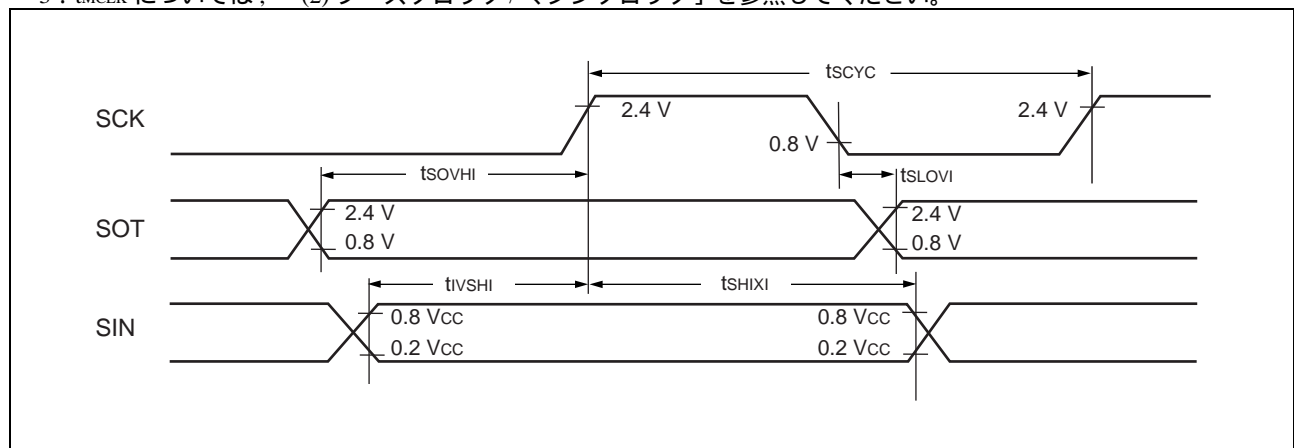 tSCYC
SCK
2.4 V
2.4 V
0.8 V
tSOVHI
tSLOVI
SOT
2.4 V
2.4 V
0.8 V
0.8 V
tIVSHI
tSHIXI
SIN
0.8 VCC
0.8 VCC
0.2 VCC
0.2 VCC